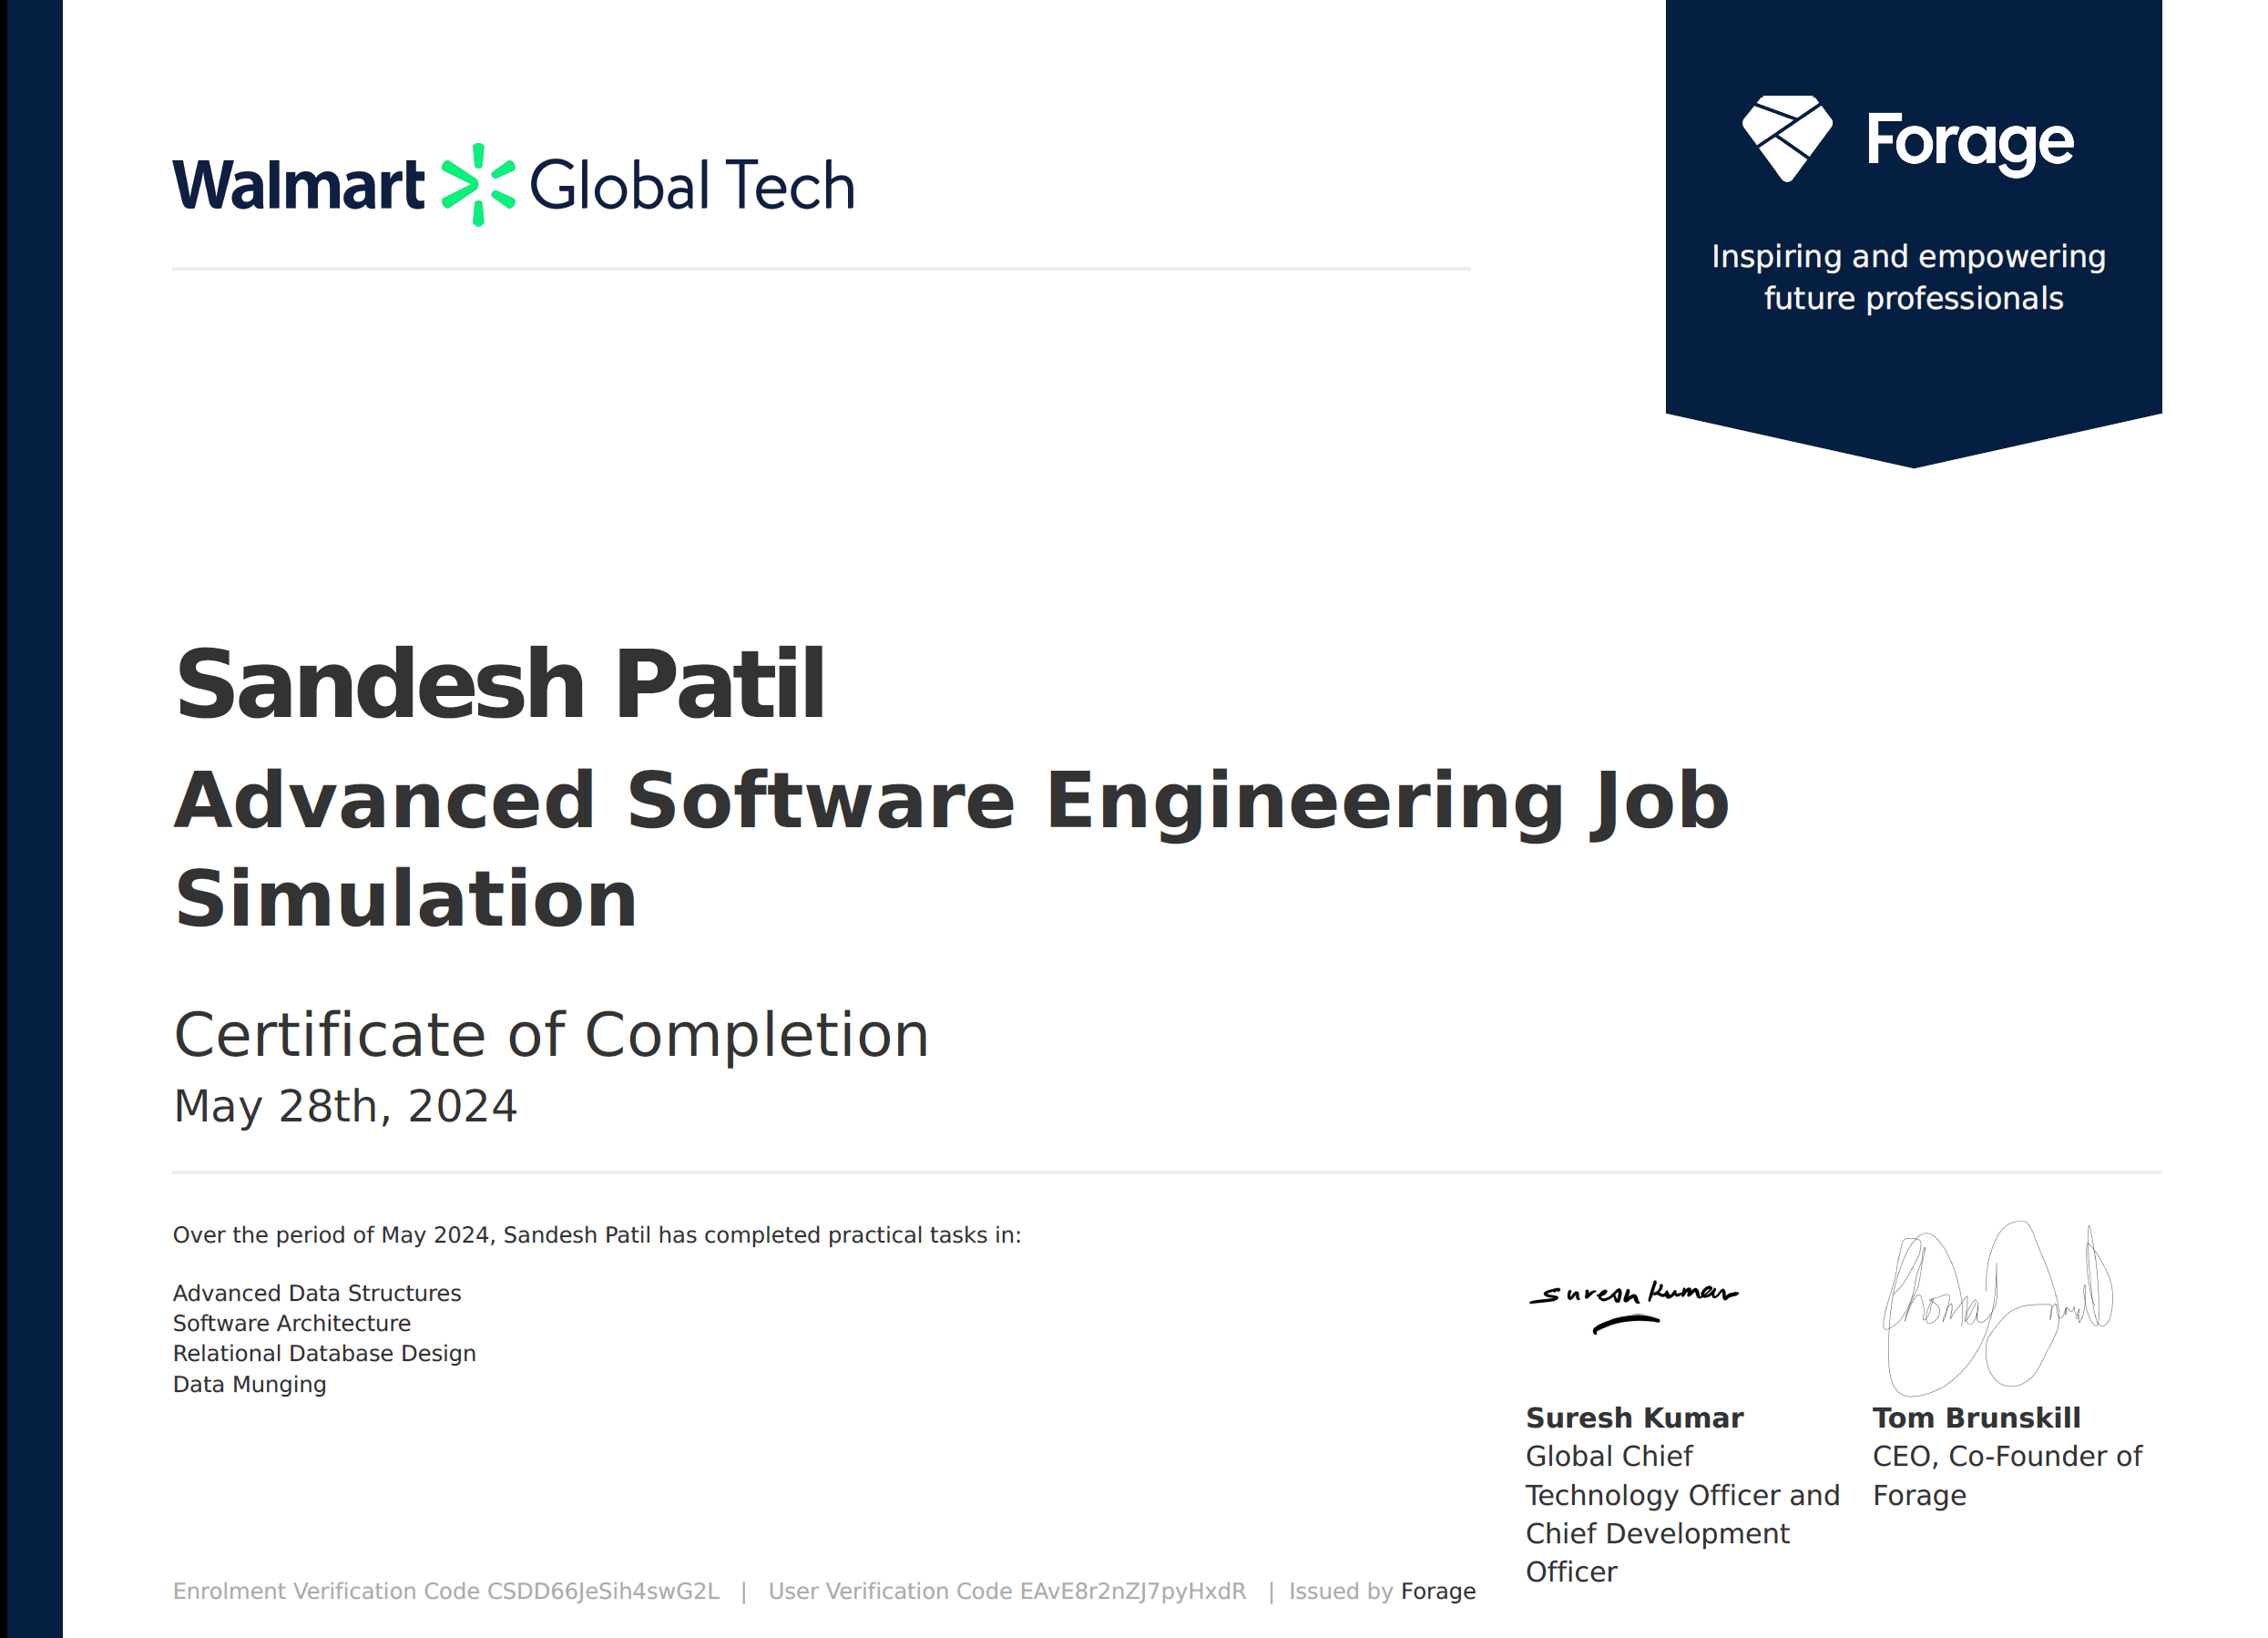 Walmart Global Tech
Forage
Inspiring and empowering
future professionals
Sandesh Patil
Advanced Software Engineering Job
Simulation
Certificate of Completion
May 28th, 2024
Over the period of May 2024, Sandesh Patil has completed practical tasks in:
Advanced Data Structures
Software Architecture
Relational Database Design
Data Munging
Suresh Kumar
Suresh Kumar
Global Chief
Technology Officer and
Chief Development
Officer
Tom Brunskill
CEO, Co-Founder of
Forage
Enrolment Verification Code CSDD66JeSih4swG2L | User Verification Code EAvE8r2nZJ7pyHxdR | Issued by Forage